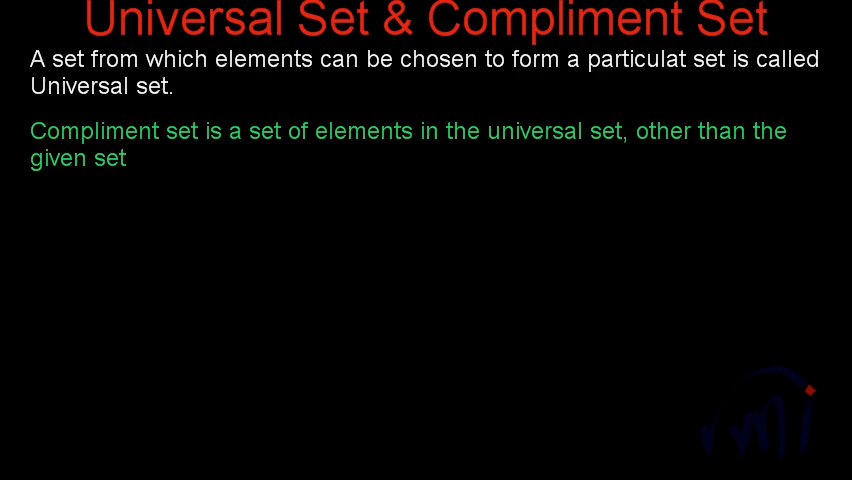 Universal Set & Compliment Set
A set from which elements can be chosen to form a particulat set is called
Universal set.
Compliment set is a set of elements in the universal set, other than the
given set